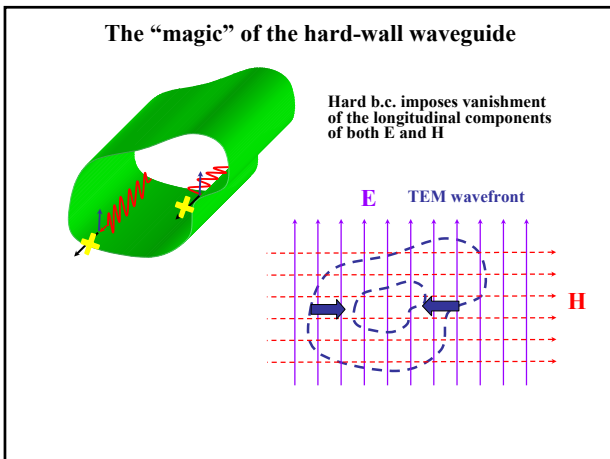 The “magic” of the hard-wall waveguide
Hard b.c. imposes vanishment
of the longitudinal components
of both E and H
E
TEM wavefront
H